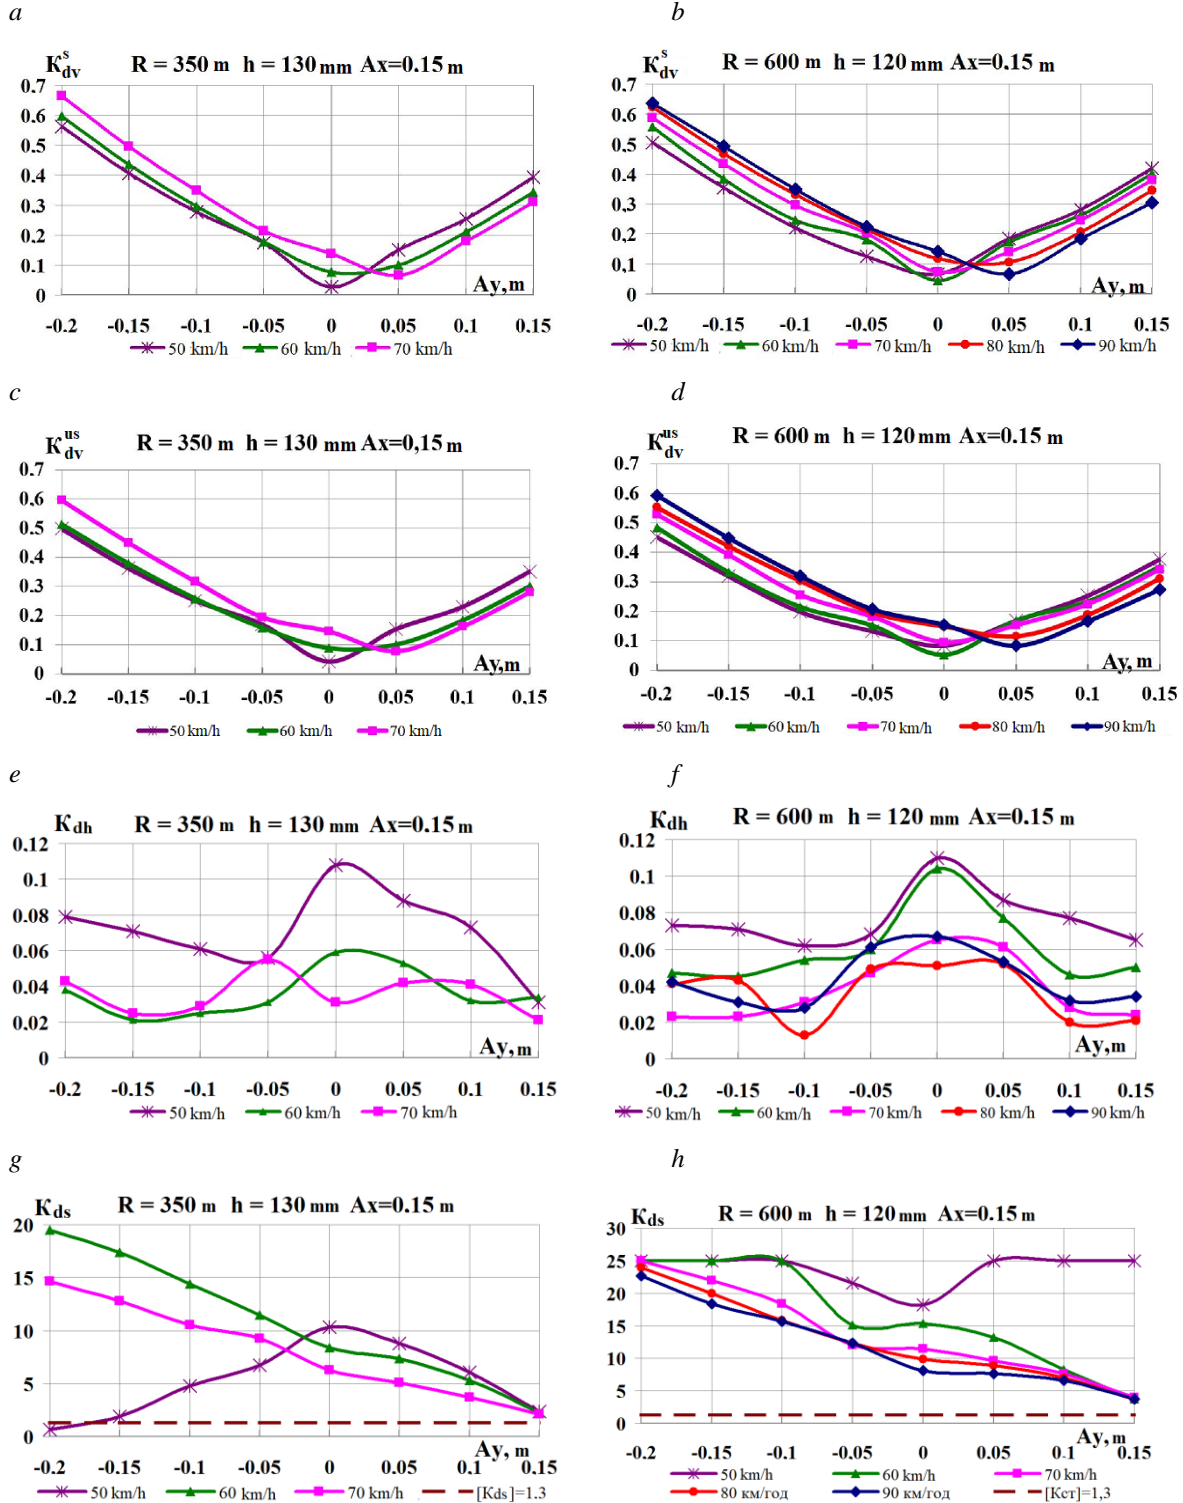 a
b
K^s_dv R = 350 m h = 130 mm Ax=0.15 m
0.7
0.6
0.5
0.4
0.3
0.2
0.1
0
Ay, m
-0.2 -0,15 -0.1 -0.05 0 0.05 0.1 0.15
50 km/h 60 km/h 70 km/h
K^s_dv R = 600 m h = 120 mm Ax=0.15 m
0.7
0.6
0.5
0.4
0.3
0.2
0.1
0
Ay, m
-0.2 -0.15 -0.1 -0.05 0 0.05 0.1 0.15
50 km/h 60 km/h 70 km/h 80 km/h 90 km/h
c
d
K^us_dv R = 350 m h = 130 mm Ax=0,15 m
0.7
0.6
0.5
0.4
0.3
0.2
0.1
0
Ay, m
-0.2 -0.15 -0.1 -0.05 0 0.05 0.1 0.15
50 km/h 60 km/h 70 km/h
K^us_dv R = 600 m h = 120 mm Ax=0.15 m
0.7
0.6
0.5
0.4
0.3
0.2
0.1
0
Ay, m
-0.2 -0.15 -0.1 -0.05 0 0.05 0.1 0.15
50 km/h 60 km/h 70 km/h 80 km/h 90 km/h
e
f
K_dh R = 350 m h = 130 mm Ax=0.15 m
0.12
0.1
0.08
0.06
0.04
0.02
0
Ay, m
-0.2 -0.15 -0.1 -0.05 0 0.05 0.1 0.15
50 km/h 60 km/h 70 km/h
K_dh R = 600 m h = 120 mm Ax=0.15 m
0.12
0.10
0.08
0.06
0.04
0.02
0
Ay, m
-0.2 -0.15 -0.1 -0.05 0 0.05 0.1 0.15
50 km/h 60 km/h 70 km/h 80 km/h 90 km/h
g
h
K_ds R = 350 m h = 130 mm Ax=0.15 m
20
15
10
5
0
Ay, m
-0.2 -0.15 -0.1 -0.05 0 0.05 0.1 0.15
50 km/h 60 km/h 70 km/h [Kds]=1,3
K_ds R = 600 m h = 120 mm Ax=0.15 m
30
25
20
15
10
5
0
Ay, m
-0.2 -0.15 -0.1 -0.05 0 0.05 0.1 0.15
50 km/h 60 km/h 70 km/h
80 км/год 90 км/год [Кст]=1,3